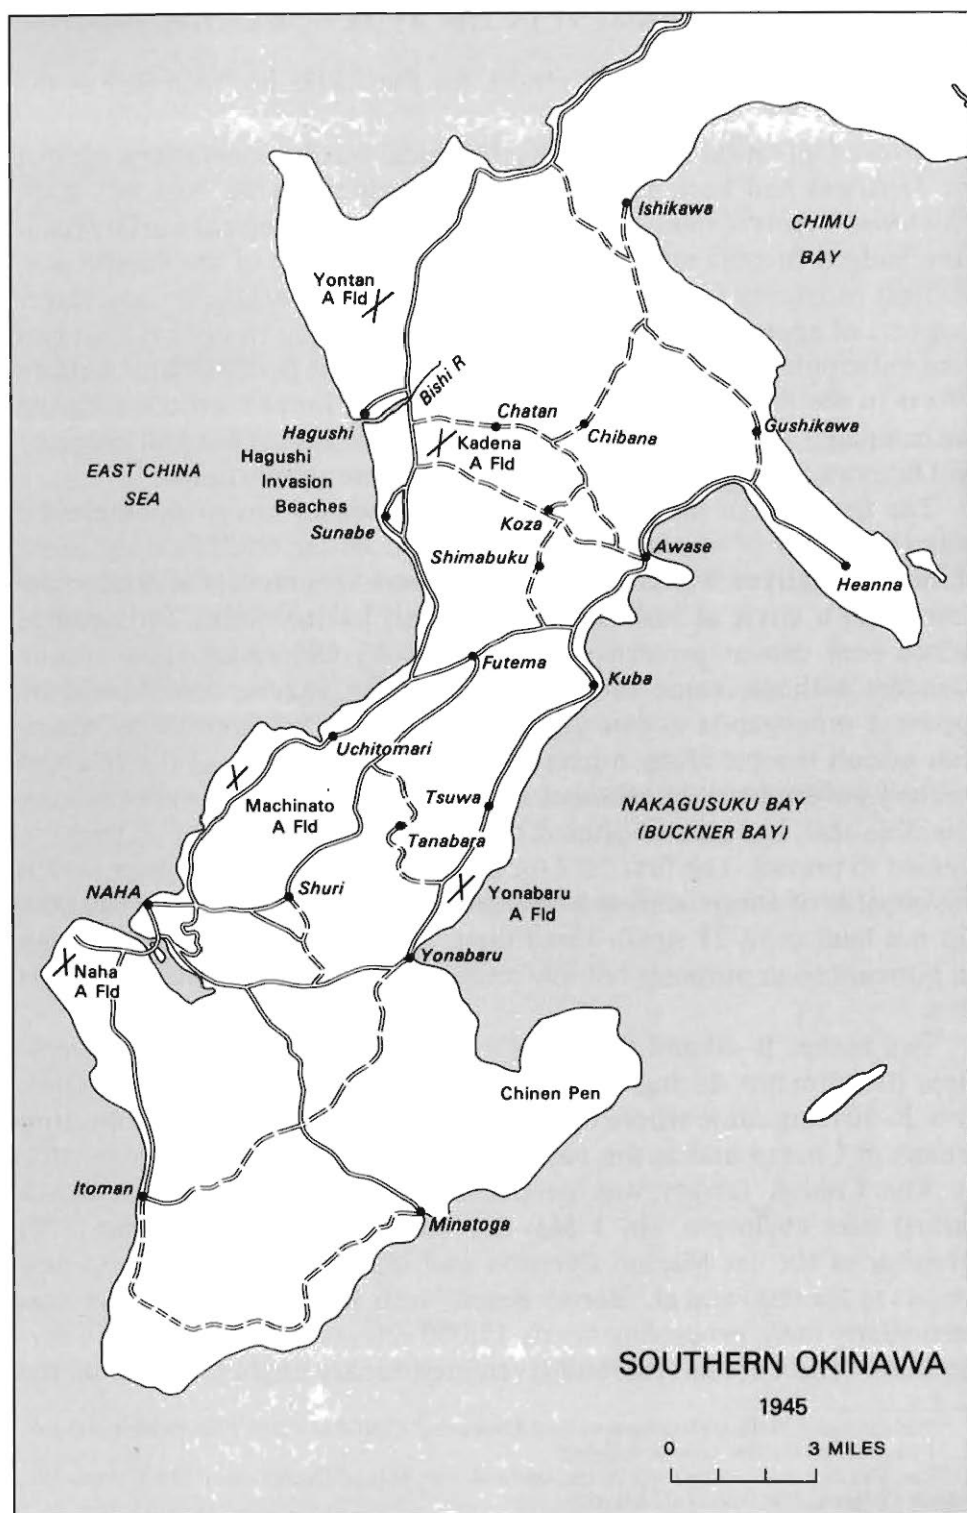 Ishikawa
CHIMU
BAY
Yontan
A Fld
Bishi R
Chatan
Chibana
Gushikawa
Hagushi
Kadena
A Fld
Hagushi
Invasion
Beaches
EAST CHINA
SEA
Sunabe
Koza
Shimabuku
Awase
Heanna
Futema
Kuba
Uchitomari
Machinato
A Fld
Tsuwa
Tanabara
NAKAGUSUKU BAY
(BUCKNER BAY)
NAHA
Shuri
Yonabaru
A Fld
Naha
A Fld
Yonabaru
Chinen Pen
Itoman
Minatoga
SOUTHERN OKINAWA
1945
0 3 MILES